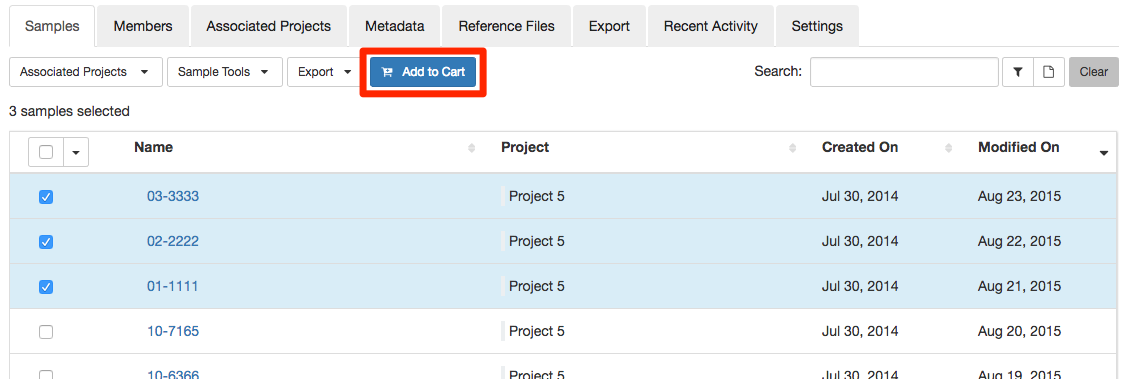 Samples Members Associated Projects Metadata Reference Files Export Recent Activity Settings
Associated Projects Sample Tools Export Add to Cart Search: Clear
3 samples selected
Name Project Created On Modified On
03-3333 Project 5 Jul 30, 2014 Aug 23, 2015
02-2222 Project 5 Jul 30, 2014 Aug 22, 2015
01-1111 Project 5 Jul 30, 2014 Aug 21, 2015
10-7165 Project 5 Jul 30, 2014 Aug 20, 2015
10-6366 Project 5 Jul 30, 2014 Aug 19, 2015